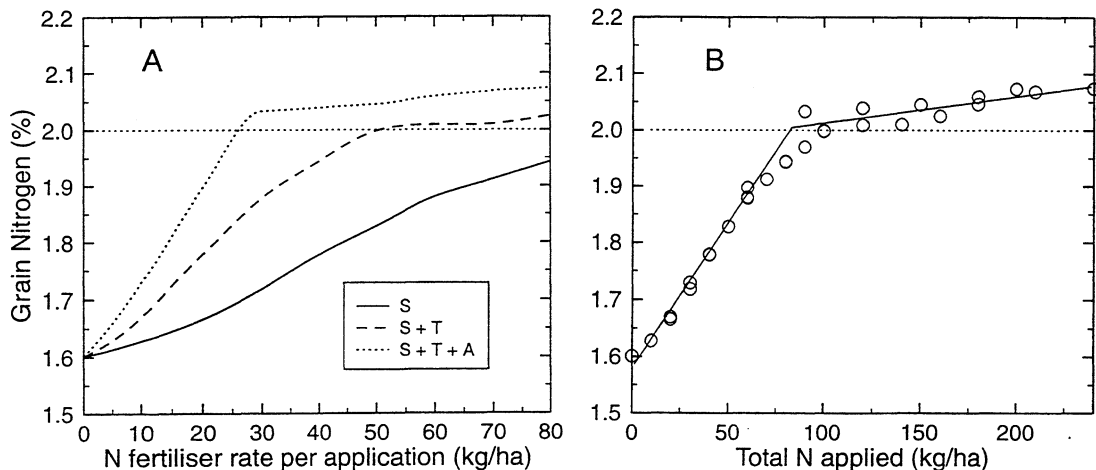 A
Grain Nitrogen (%)
2.2
2.1
2.0
1.9
1.8
1.7
1.6
1.5
S
S + T
S + T + A
0 10 20 30 40 50 60 70 80
N fertiliser rate per application (kg/ha)
B
2.2
2.1
2.0
1.9
1.8
1.7
1.6
1.5
0 50 100 150 200
Total N applied (kg/ha)